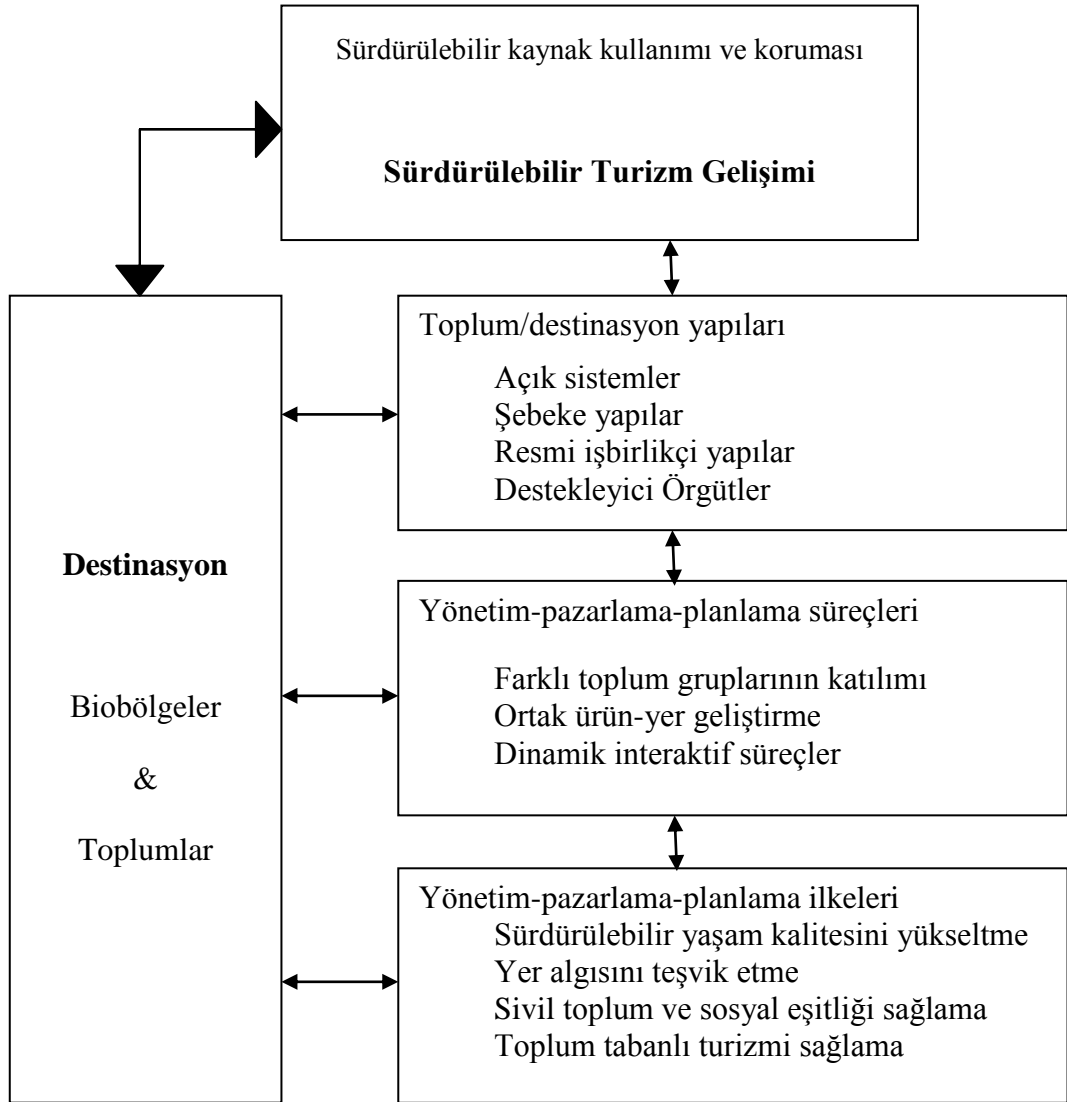 Sürdürülebilir kaynak kullanımı ve koruması
Sürdürülebilir Turizm Gelişimi
Toplum/destinasyon yapıları
Açık sistemler
Şebeke yapılar
Resmi işbirlikçi yapılar
Destekleyici Örgütler
Destinasyon
Biobölgeler
&
Toplumlar
Yönetim-pazarlama-planlama süreçleri
Farklı toplum gruplarının katılımı
Ortak ürün-yer geliştirme
Dinamik interaktif süreçler
Yönetim-pazarlama-planlama ilkeleri
Sürdürülebilir yaşam kalitesini yükseltme
Yer algısını teşvik etme
Sivil toplum ve sosyal eşitliği sağlama
Toplum tabanlı turizmi sağlama